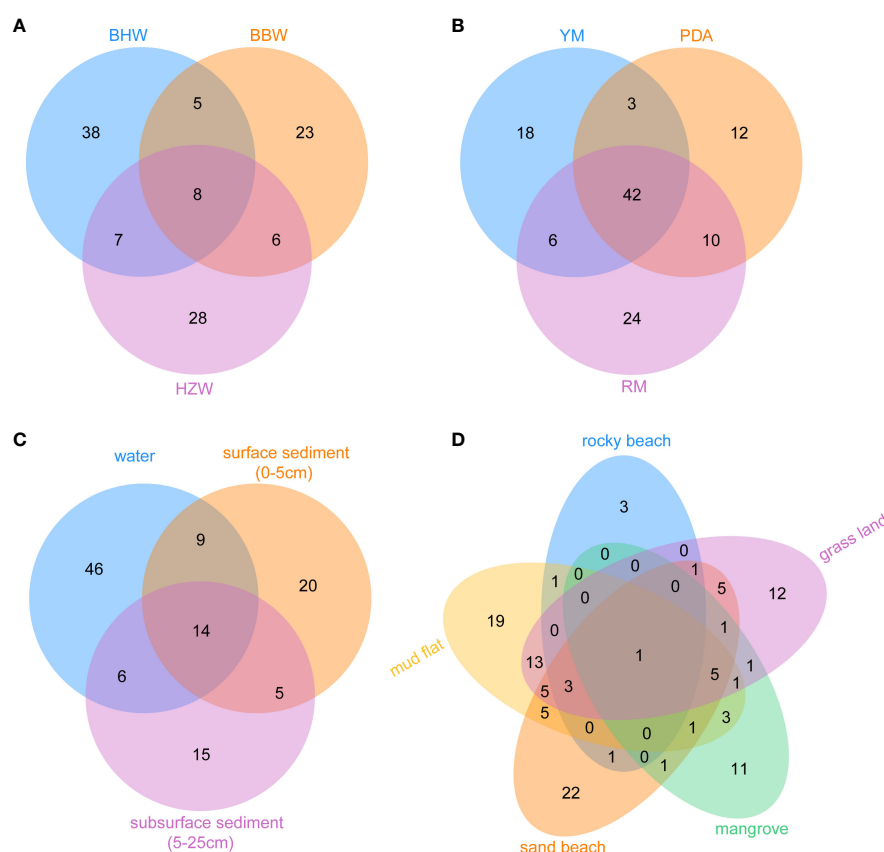 A
BHW BBW
5
38 23
8
7 6
28
HZW
B
YM PDA
3
18 12
42
6 10
24
RM
C
water
surface sediment
(0-5cm)
9
46 20
14
6 5
15
subsurface sediment
(5-25cm)
D
rocky beach
grass land
3
0 0
0 1
1 0 0 5 12
0
19 0 1
13 1 1
5 3 5 1
5 3
0 0 1
1 0 1 11
22
mud flat
mangrove
sand beach